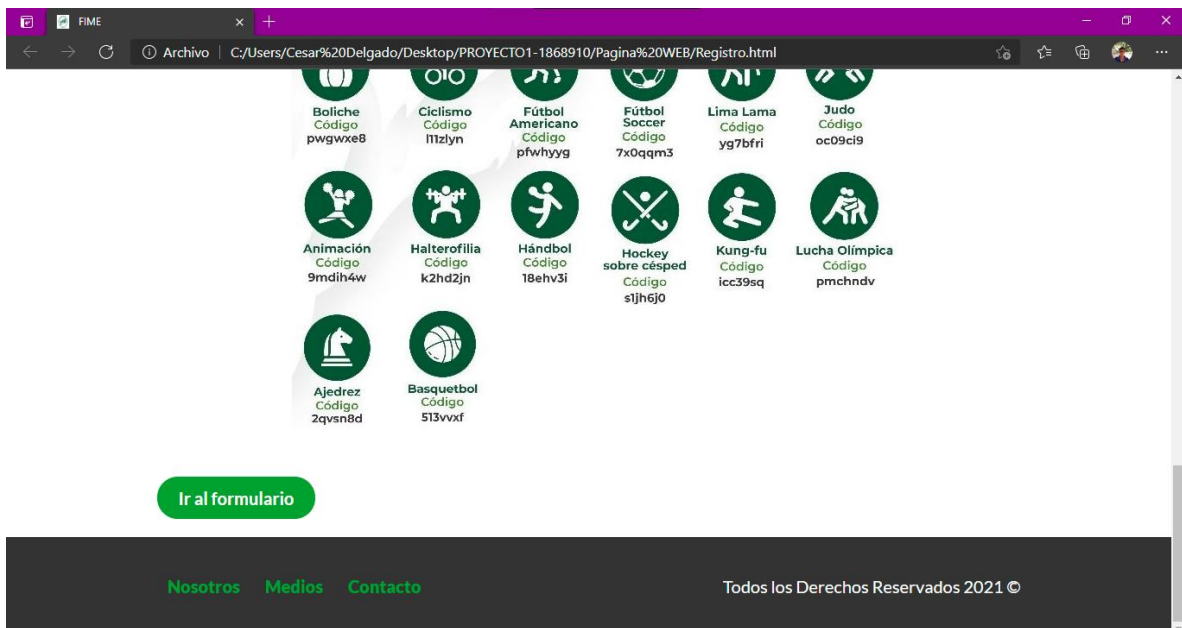 FIME
Archivo
C:/Users/Cesar%20Delgado/Desktop/PROYECTO1-1868910/Pagina%20WEB/Registro.html
Boliche
Código
pwgwxe8
Ciclismo
Código
l11zlyn
Fútbol
Americano
Código
pfwhyyg
Fútbol
Soccer
Código
7x0qqm3
Lima Lama
Código
yg7bfri
Judo
Código
oc09ci9
Animación
Código
9mdih4w
Halterofilia
Código
k2hd2jn
Hándbol
Código
18ehv3i
Hockey
sobre césped
Código
s1jh6j0
Kung-fu
Código
icc39sq
Lucha Olímpica
Código
pmchndv
Ajedrez
Código
2qvsn8d
Basquetbol
Código
513vvxf
Ir al formulario
Nosotros Medios Contacto
Todos los Derechos Reservados 2021 ©